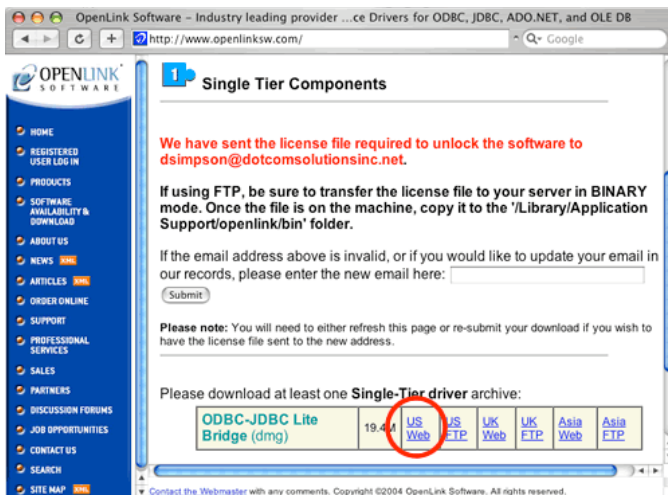 OpenLink Software – Industry leading provider ...ce Drivers for ODBC, JDBC, ADO.NET, and OLE DB
http://www.openlinksw.com/
Google
OPENLINK
SOFTWARE
HOME
REGISTERED
USER LOG IN
PRODUCTS
SOFTWARE
AVAILABILITY &
DOWNLOAD
ABOUT US
NEWS XML
ARTICLES XML
ORDER ONLINE
SUPPORT
PROFESSIONAL
SERVICES
SALES
PARTNERS
DISCUSSION FORUMS
JOB OPPORTUNITIES
CONTACT US
SEARCH
SITE MAP XML
1 Single Tier Components
We have sent the license file required to unlock the software to
dsimpson@dotcomsolutionsinc.net.
If using FTP, be sure to transfer the license file to your server in BINARY
mode. Once the file is on the machine, copy it to the '/Library/Application
Support/openlink/bin' folder.
If the email address above is invalid, or if you would like to update your email in
our records, please enter the new email here:
Submit
Please note: You will need to either refresh this page or re-submit your download if you wish to
have the license file sent to the new address.
Please download at least one Single-Tier driver archive:
ODBC-JDBC Lite
Bridge (dmg)
19.4M
US
Web
US
FTP
UK
Web
UK
FTP
Asia
Web
Asia
FTP
Contact the Webmaster with any comments. Copyright ©2004 OpenLink Software. All rights reserved.